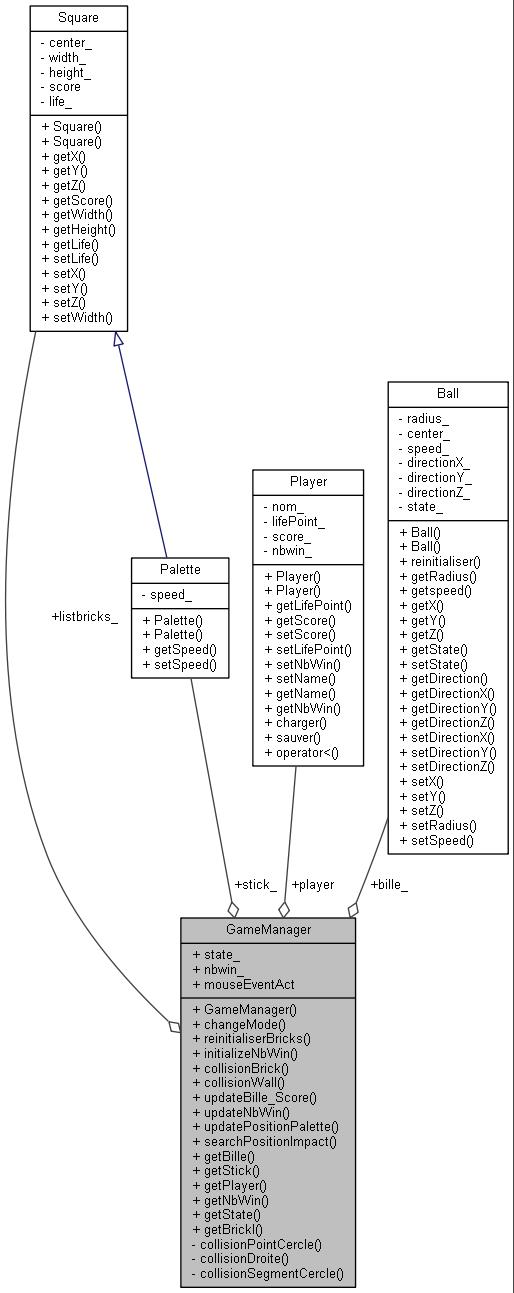 Square
- center_
- width_
- height_
- score
- life_
+ Square()
+ Square()
+ getX()
+ getY()
+ getZ()
+ getScore()
+ getWidth()
+ getHeight()
+ getLife()
+ setLife()
+ setX()
+ setY()
+ setZ()
+ setWidth()
Ball
- radius_
- center_
- speed_
- directionX_
- directionY_
- directionZ_
- state_
+ Ball()
+ Ball()
+ reinitialiser()
+ getRadius()
+ getspeed()
+ getX()
+ getY()
+ getZ()
+ getState()
+ setState()
+ getDirection()
+ getDirectionX()
+ getDirectionY()
+ getDirectionZ()
+ setDirectionX()
+ setDirectionY()
+ setDirectionZ()
+ setX()
+ setY()
+ setZ()
+ setRadius()
+ setSpeed()
Player
- nom_
- lifePoint_
- score_
- nbwin_
+ Player()
+ Player()
+ getLifePoint()
+ getScore()
+ setScore()
+ setLifePoint()
+ setNbWin()
+ setName()
+ getName()
+ getNbWin()
+ charger()
+ sauver()
+ operator<()
Palette
- speed_
+ Palette()
+ Palette()
+ getSpeed()
+ setSpeed()
+listbricks_
+stick_
+player
+bille_
GameManager
+ state_
+ nbwin_
+ mouseEventAct
+ GameManager()
+ changeMode()
+ reinitialiserBricks()
+ initializeNbWin()
+ collisionBrick()
+ collisionWall()
+ updateBille_Score()
+ updateNbWin()
+ updatePositionPalette()
+ searchPositionImpact()
+ getBille()
+ getStick()
+ getPlayer()
+ getNbWin()
+ getState()
+ getBrickI()
- collisionPointCercle()
- collisionDroite()
- collisionSegmentCercle()